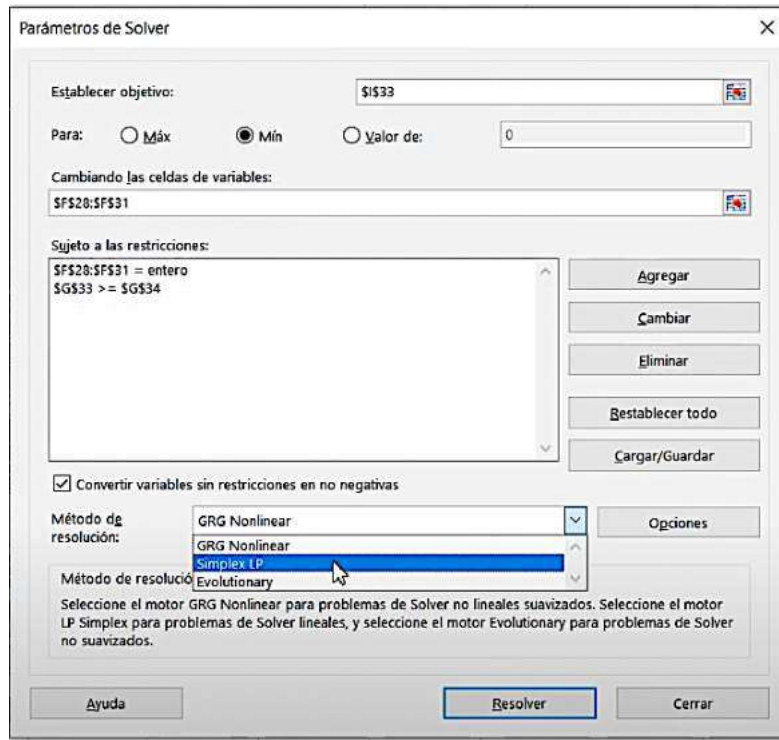 Parámetros de Solver
Establecer objetivo:
$I$33
Para:
Máx
Mín
Valor de:
0
Cambiando las celdas de variables:
$F$28:$F$31
Sujeto a las restricciones:
$F$28:$F$31 = entero
$G$33 >= $G$34
Agregar
Cambiar
Eliminar
Restablecer todo
Cargar/Guardar
Convertir variables sin restricciones en no negativas
Método de
resolución:
GRG Nonlinear
Opciones
GRG Nonlinear
Simplex LP
Evolutionary
Método de resolució
Seleccione el motor GRG Nonlinear para problemas de Solver no lineales suavizados. Seleccione el motor
LP Simplex para problemas de Solver lineales, y seleccione el motor Evolutionary para problemas de Solver
no suavizados.
Ayuda
Resolver
Cerrar